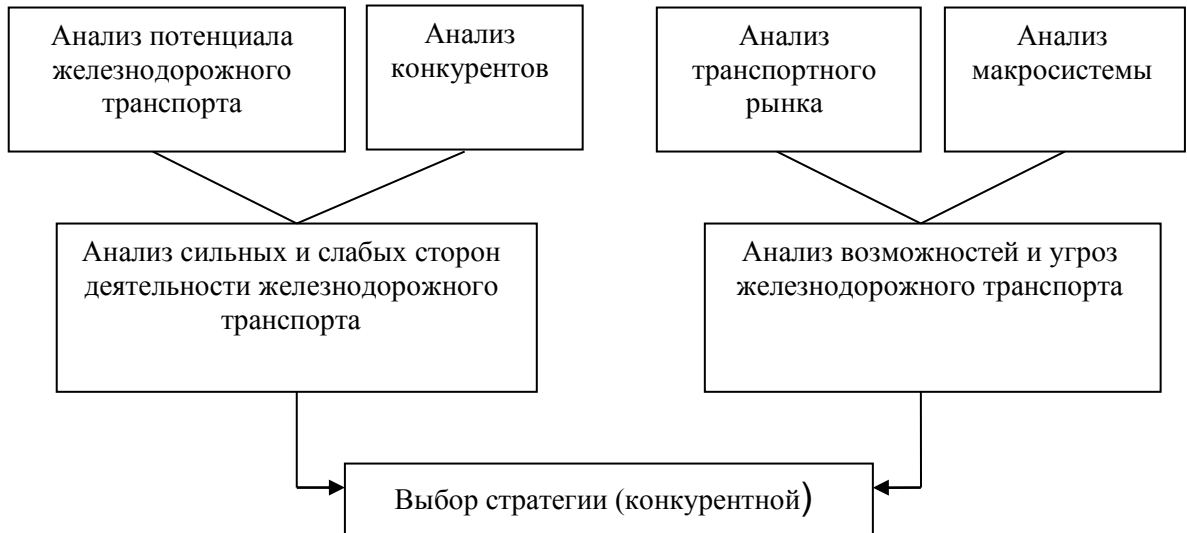 Анализ потенциала
железнодорожного
транспорта
Анализ
конкурентов
Анализ
транспортного
рынка
Анализ
макросистемы
Анализ сильных и слабых сторон
деятельности железнодорожного
транспорта
Анализ возможностей и угроз
железнодорожного транспорта
Выбор стратегии (конкурентной)